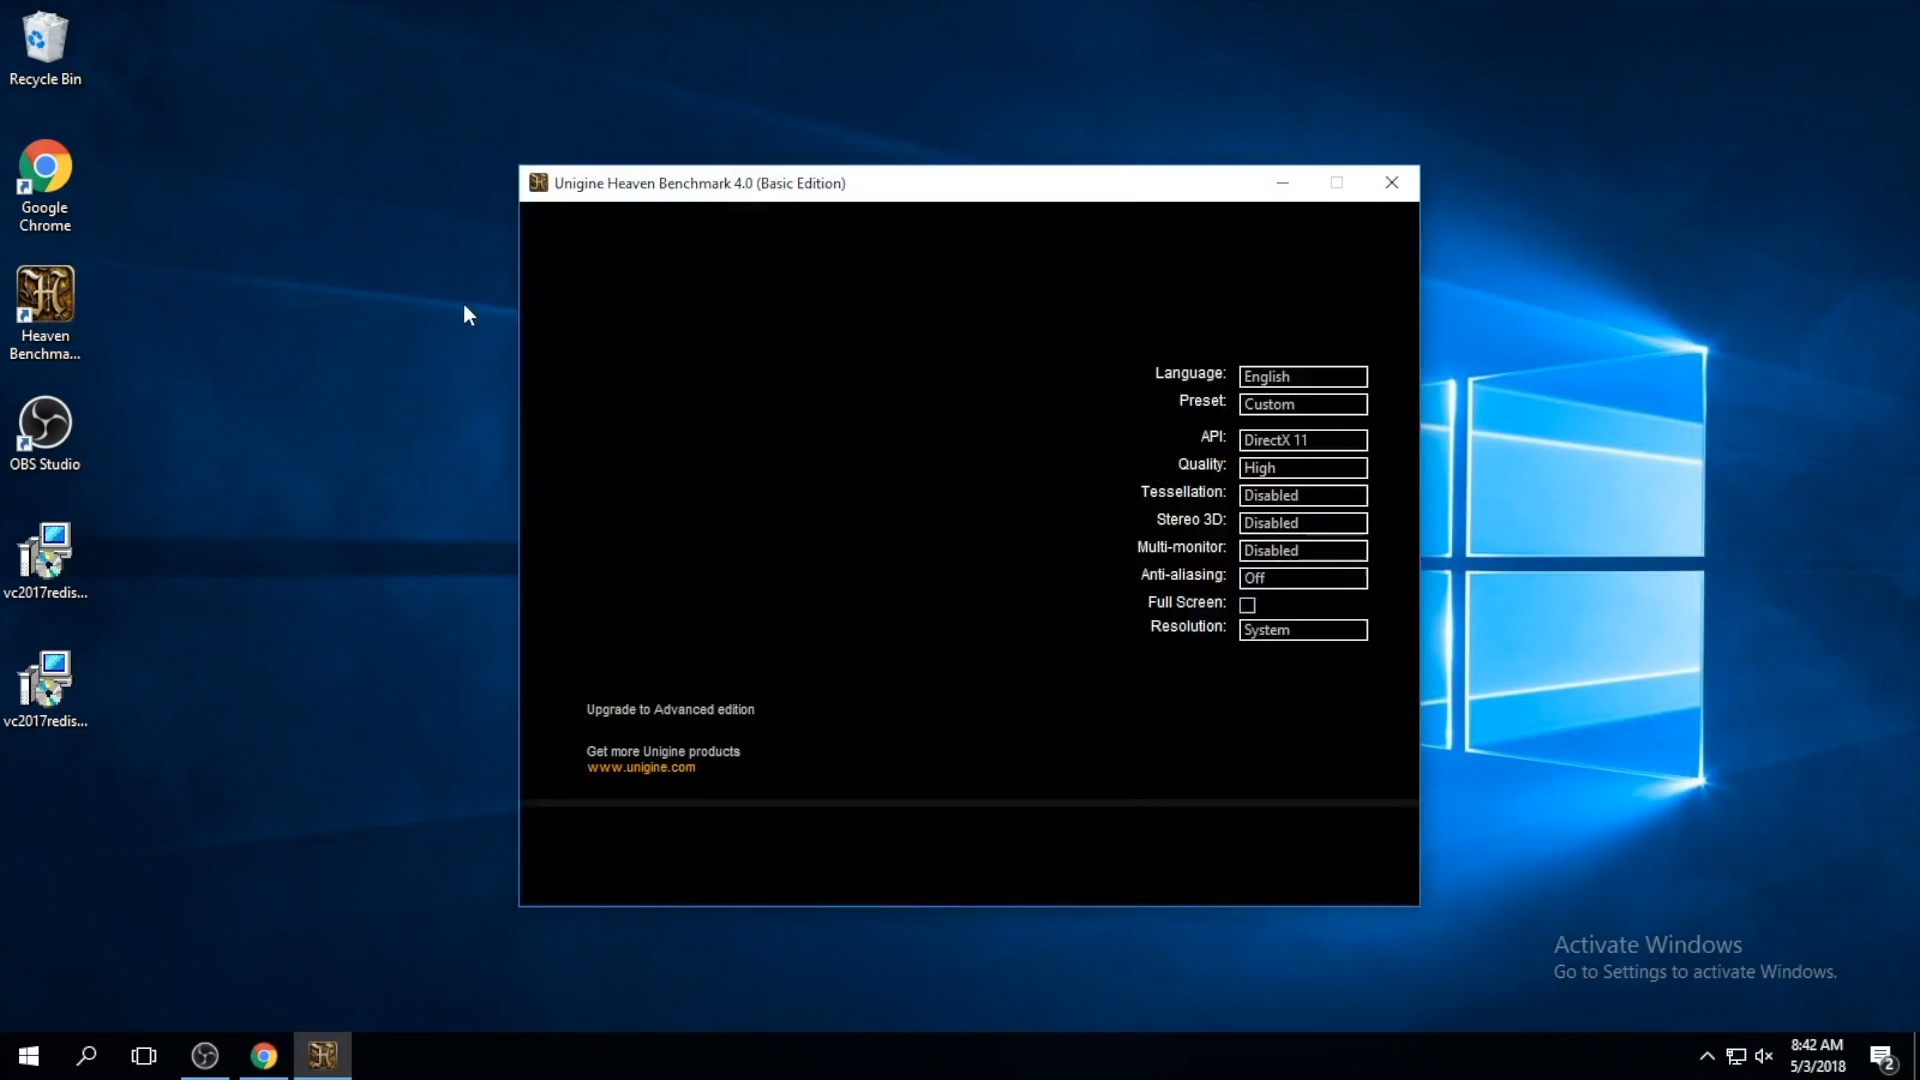 Recycle Bin
Google
Chrome
Heaven
Benchma...
OBS Studio
vc2017redis...
vc2017redis...
Unigine Heaven Benchmark 4.0 (Basic Edition)
Language: English
Preset: Custom
API: DirectX 11
Quality: High
Tessellation: Disabled
Stereo 3D: Disabled
Multi-monitor: Disabled
Anti-aliasing: Off
Full Screen:
Resolution: System
Upgrade to Advanced edition
Get more Unigine products
www.unigine.com
Activate Windows
Go to Settings to activate Windows.
8:42 AM
5/3/2018
2